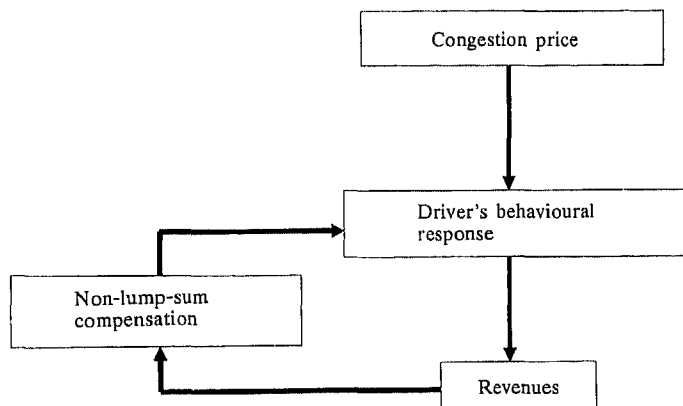 Congestion price
Driver's behavioural
response
Non-lump-sum
compensation
Revenues